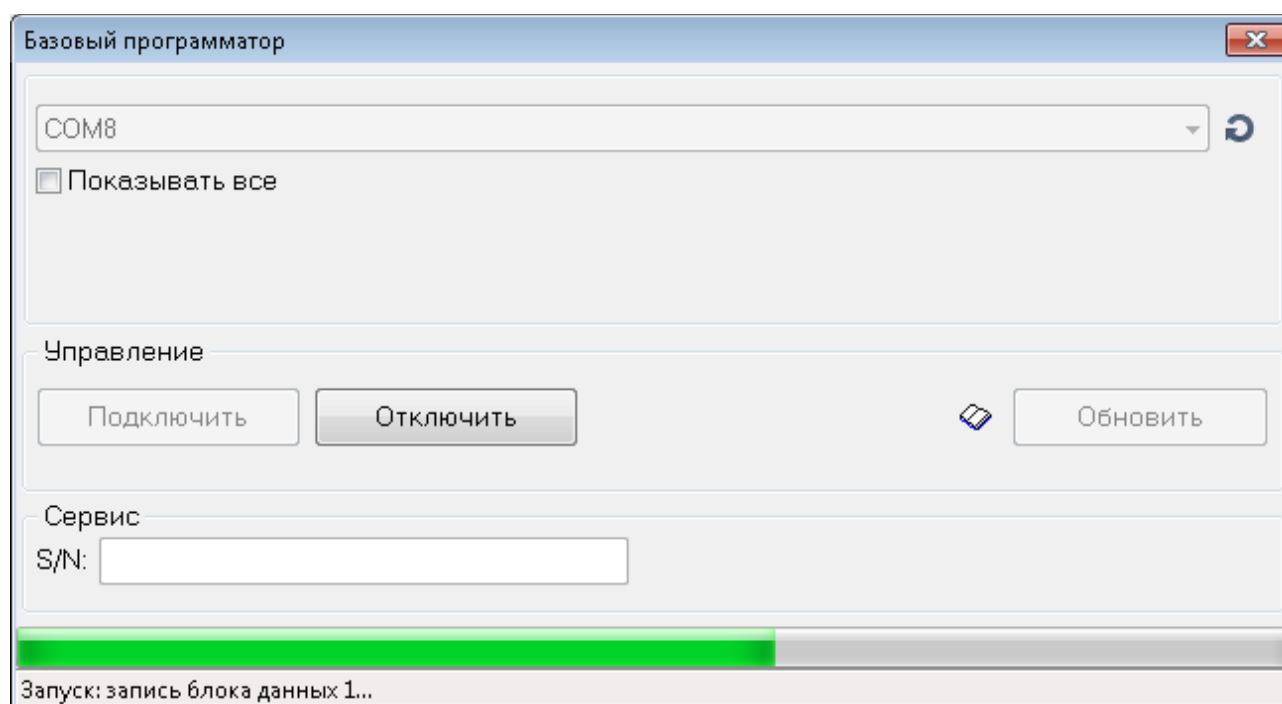 Базовый программатор
COM8
Показывать все
Управление
Подключить
Отключить
Обновить
Сервис
S/N:
Запуск: запись блока данных 1...